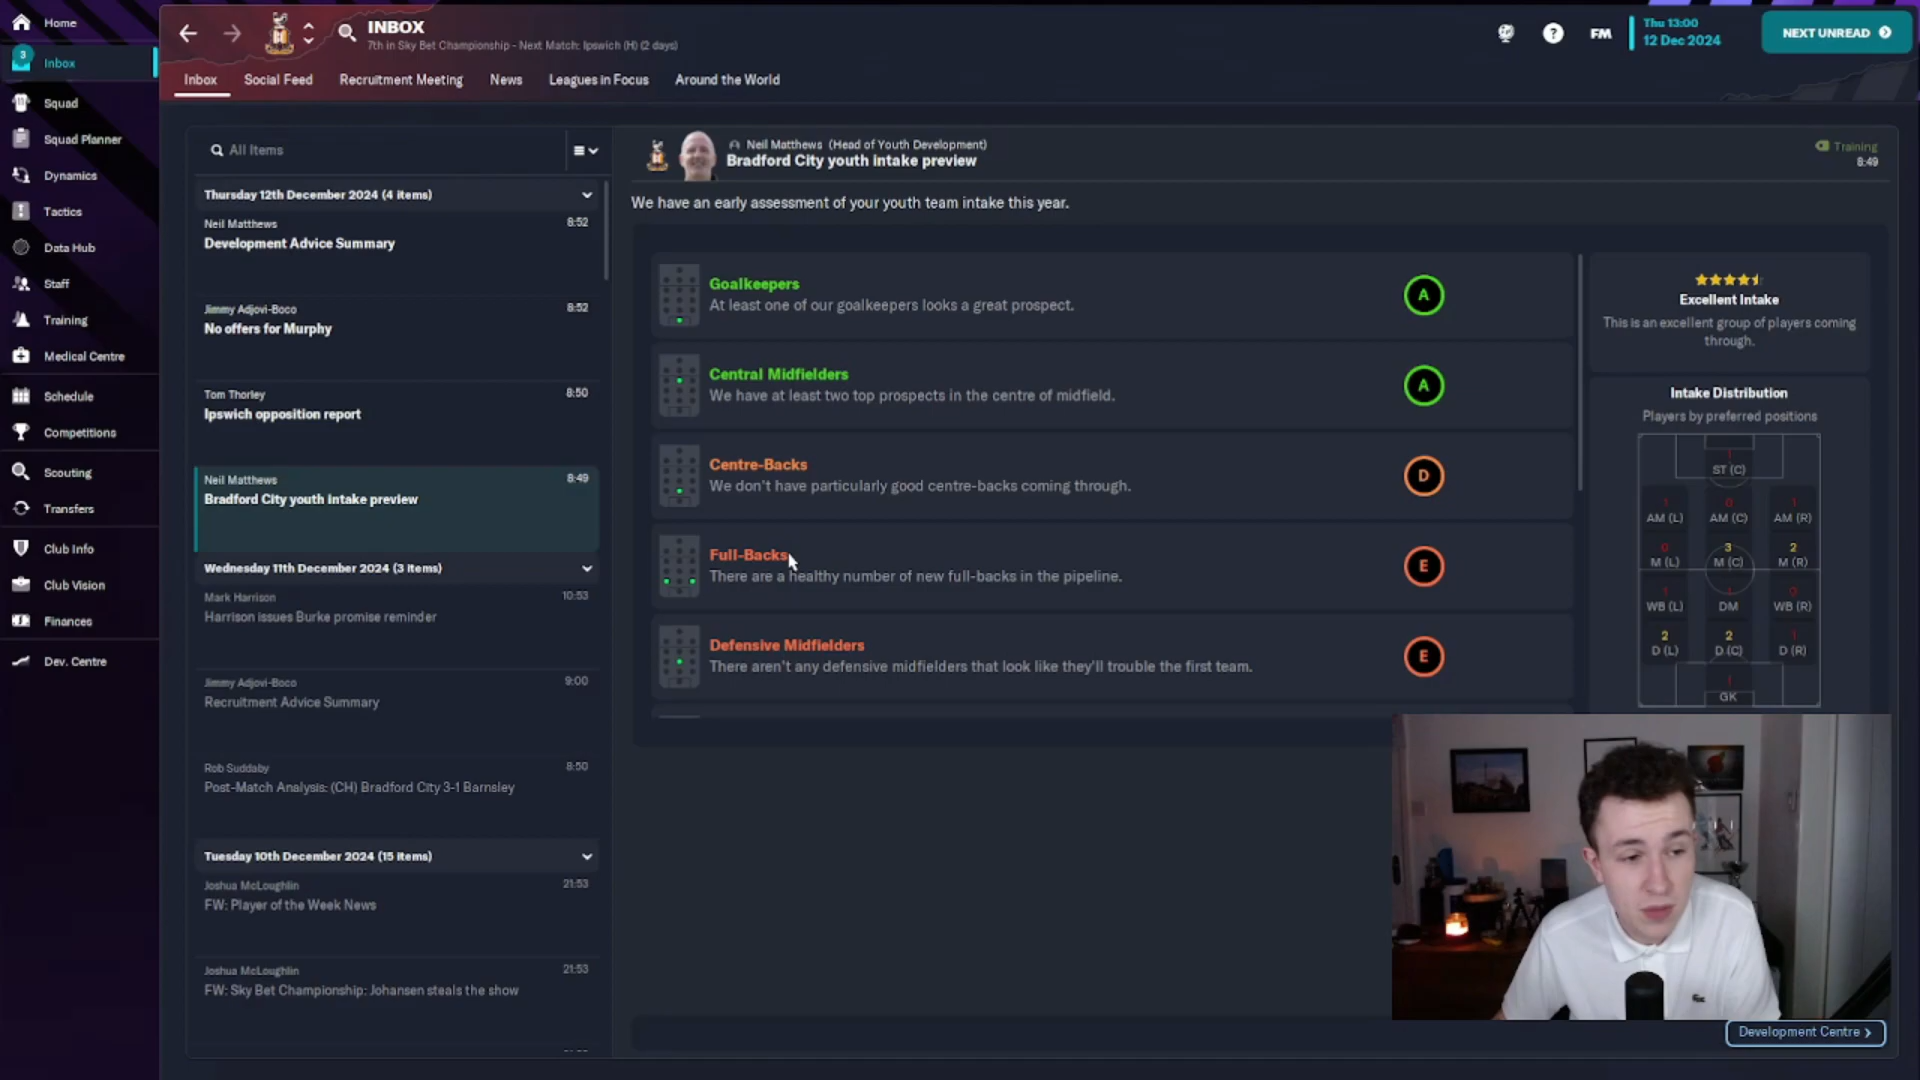 Home
3
Inbox
Squad
Squad Planner
Dynamics
Tactics
Data Hub
Staff
Training
Medical Centre
Schedule
Competitions
Scouting
Transfers
Club Info
Club Vision
Finances
Dev. Centre
INBOX
7th in Sky Bet Championship - Next Match: Ipswich (H) (2 days)
?
FM
Thu 13:00
12 Dec 2024
NEXT UNREAD
Inbox
Social Feed
Recruitment Meeting
News
Leagues in Focus
Around the World
All Items
Thursday 12th December 2024 (4 items)
Neil Matthews 8:52
Development Advice Summary
Jimmy Adjovi-Boco 8:52
No offers for Murphy
Tom Thorley 8:50
Ipswich opposition report
Neil Matthews 8:49
Bradford City youth intake preview
Wednesday 11th December 2024 (3 items)
Mark Harrison 10:53
Harrison issues Burke promise reminder
Jimmy Adjovi-Boco 9:00
Recruitment Advice Summary
Rob Suddaby 8:50
Post-Match Analysis: (CH) Bradford City 3-1 Barnsley
Tuesday 10th December 2024 (15 items)
Joshua McLoughlin 21:53
FW: Player of the Week News
Joshua McLoughlin 21:53
FW: Sky Bet Championship: Johansen steals the show
Neil Matthews (Head of Youth Development)
Bradford City youth intake preview
Training
8:49
We have an early assessment of your youth team intake this year.
Goalkeepers
At least one of our goalkeepers looks a great prospect.
A
Central Midfielders
We have at least two top prospects in the centre of midfield.
A
Centre-Backs
We don't have particularly good centre-backs coming through.
D
Full-Backs
There are a healthy number of new full-backs in the pipeline.
E
Defensive Midfielders
There aren't any defensive midfielders that look like they'll trouble the first team.
E
Excellent Intake
This is an excellent group of players coming
through.
Intake Distribution
Players by preferred positions
1
ST (C)
1 0 1
AM (L) AM (C) AM (R)
0 3 2
M (L) M (C) M (R)
1 1 0
WB (L) DM WB (R)
2 2 1
D (L) D (C) D (R)
1
GK
Development Centre